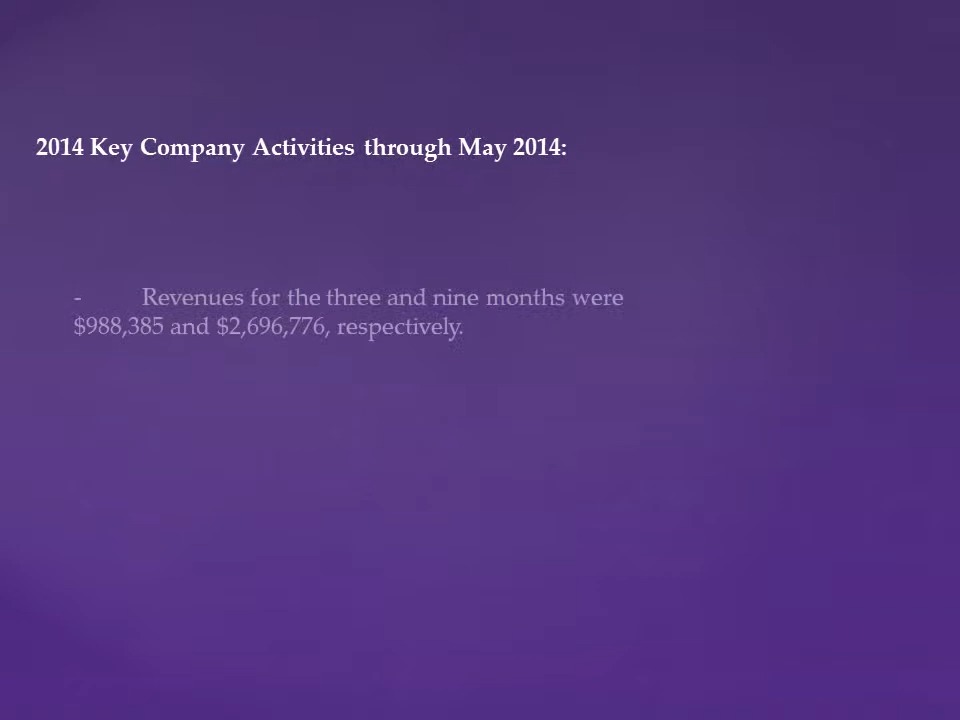 2014 Key Company Activities through May 2014:
- Revenues for the three and nine months were
$988,385 and $2,696,776, respectively.